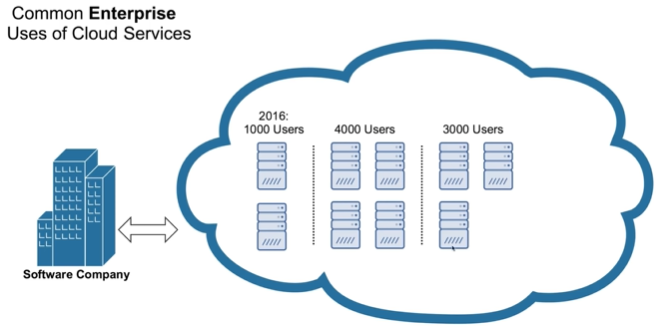 Common Enterprise
Uses of Cloud Services
2016:
1000 Users
4000 Users
3000 Users
Software Company